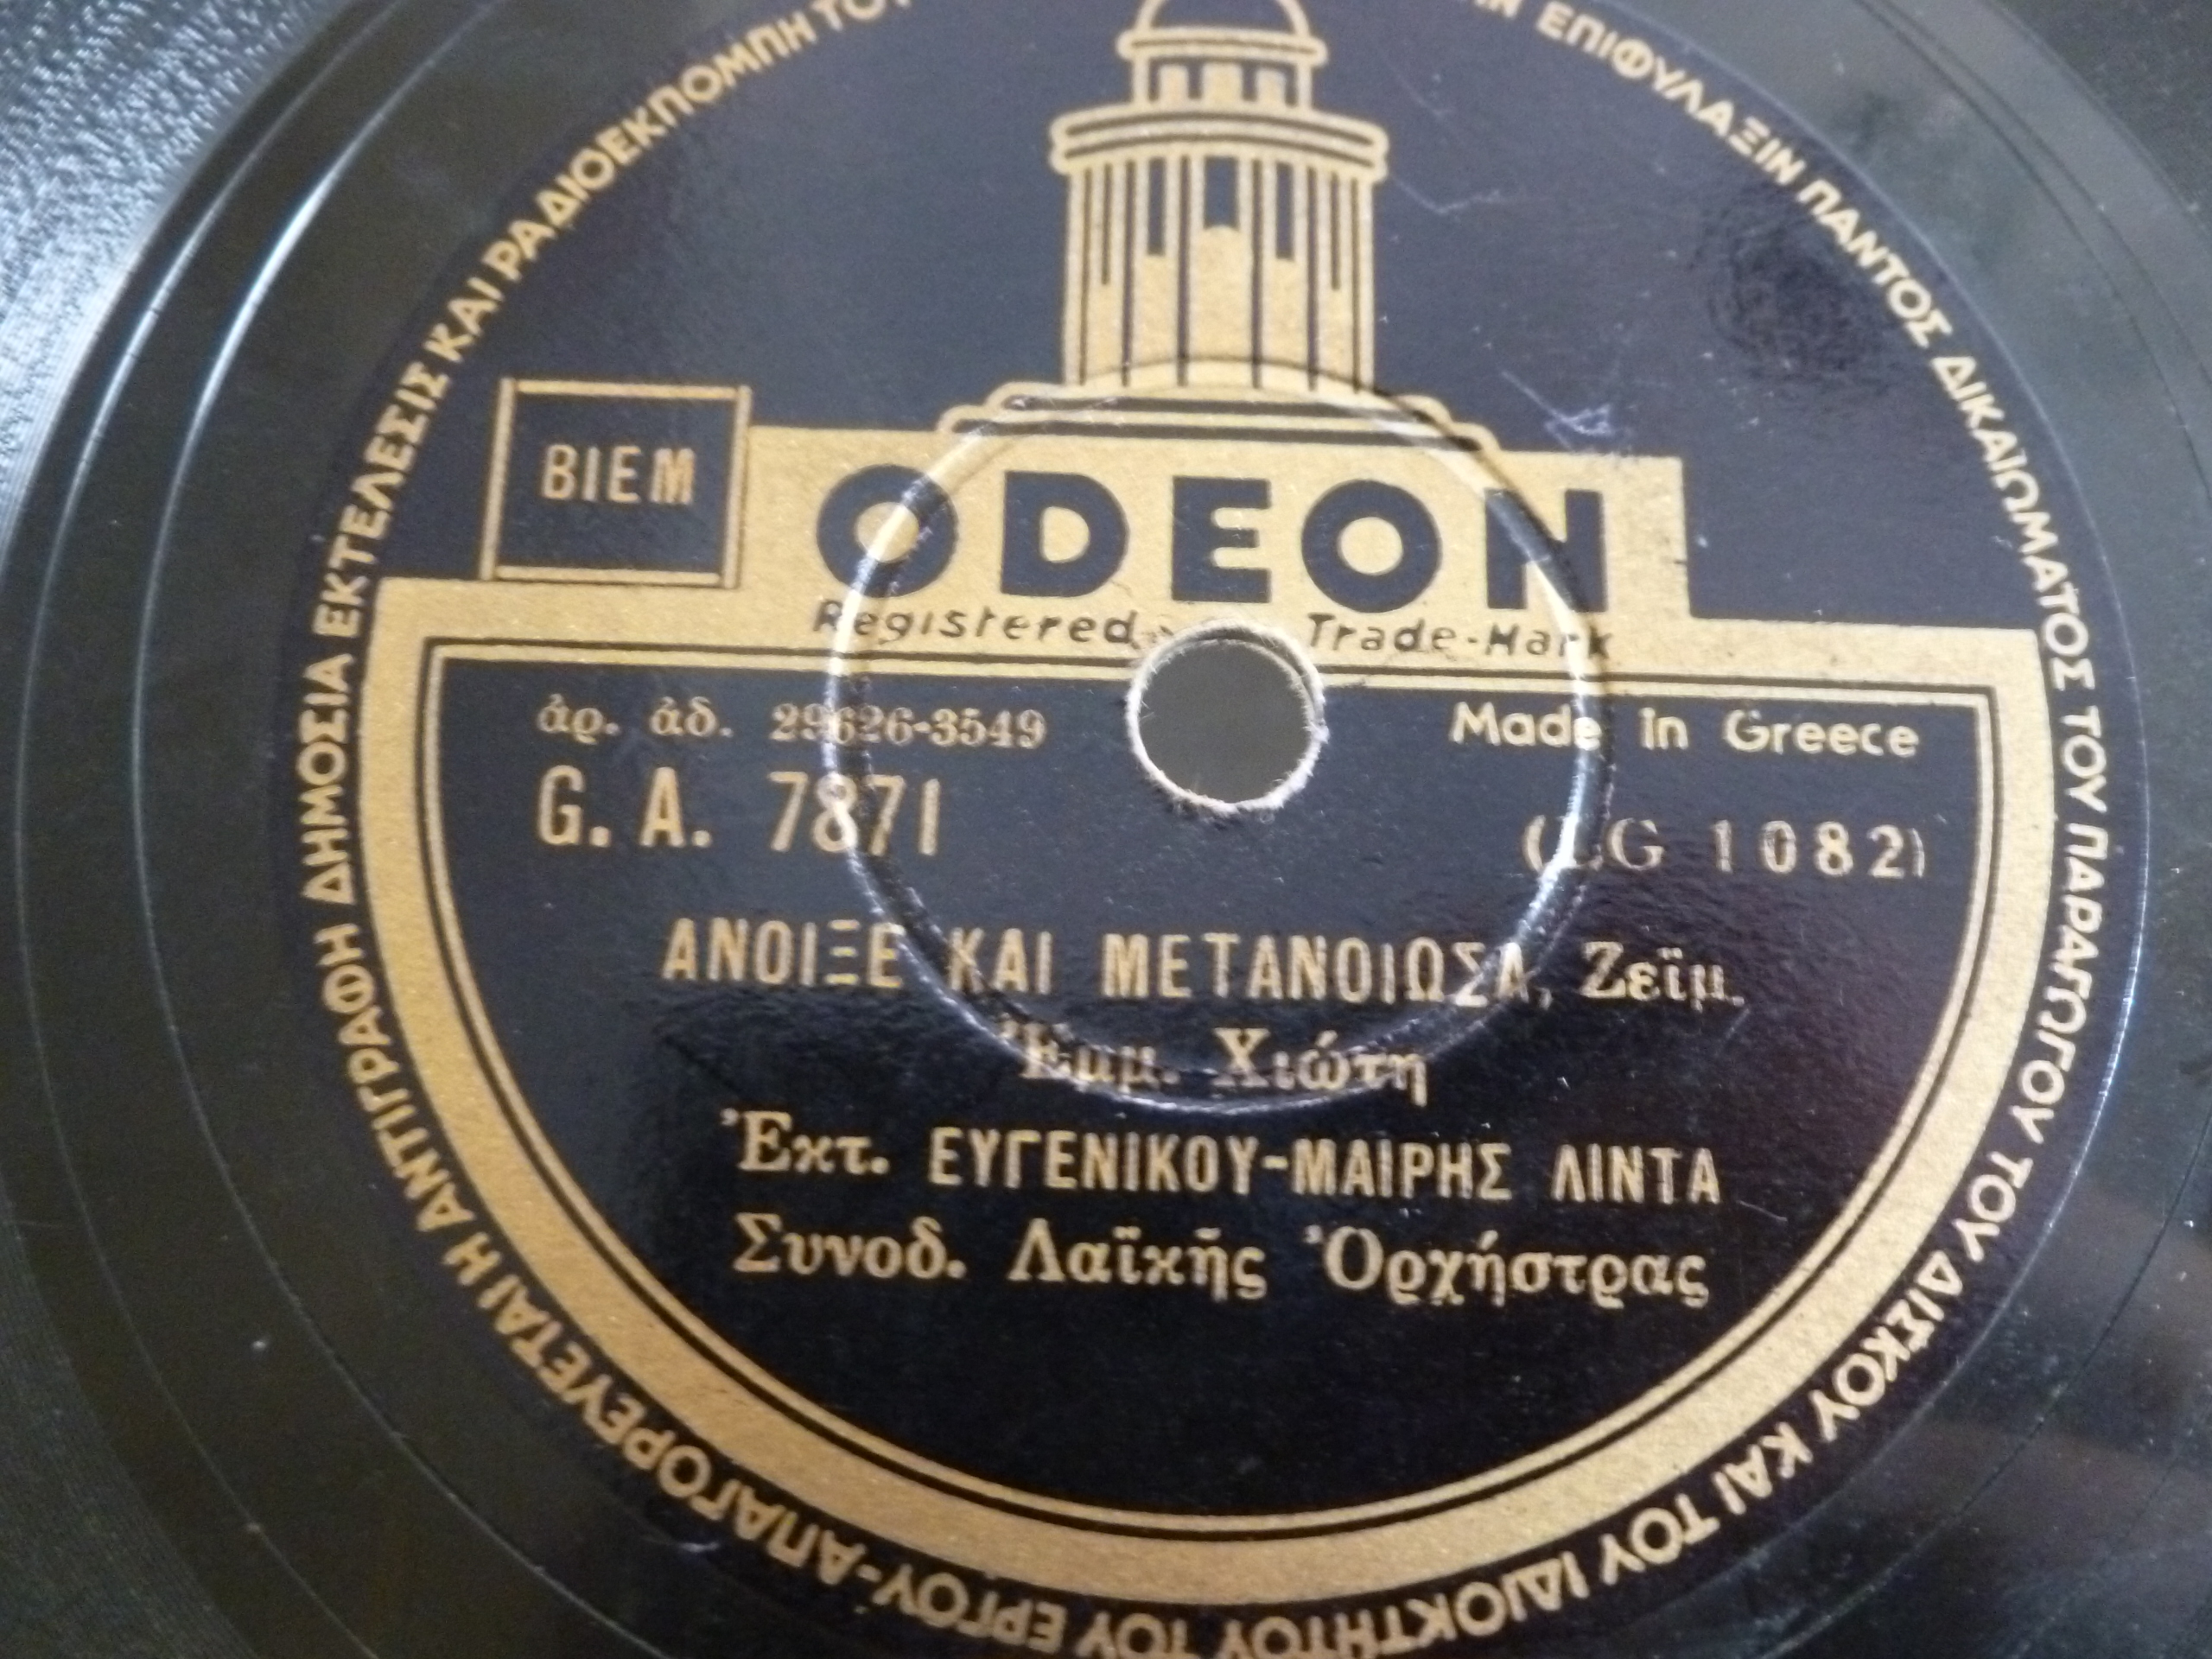 ΕΠΙΦΥΛΑΞΙΝ ΠΑΝΤΟΣ ΔΙΚΑΙΩΜΑΤΟΣ ΤΟΥ ΠΑΡΑΓΩΓΟΥ ΤΟΥ ΔΙΣΚΟΥ ΚΑΙ ΤΟΥ ΙΔΙΟΚΤΗΤΟΥ ΤΟΥ ΕΡΓΟΥ-ΑΠΑΓΟΡΕΥΕΤΑΙ Η ΑΝΤΙΓΡΑΦΗ ΔΗΜΟΣΙΑ ΕΚΤΕΛΕΣΙΣ ΚΑΙ ΡΑΔΙΟΕΚΠΟΜΠΗ
BIEM
ODEON
Registered Trade-Mark
ἀρ. ἀδ. 29626-3549
Made in Greece
G. A. 7871
1082)
ΑΝΟΙΞΕ ΚΑΙ ΜΕΤΑΝΟΙΩΣΑ, Ζεϊμ.
Ἐμμ. Χιώτη
Ἐκτ. ΕΥΓΕΝΙΚΟΥ-ΜΑΙΡΗΣ ΛΙΝΤΑ
Συνοδ. Λαϊκῆς Ὀρχήστρας